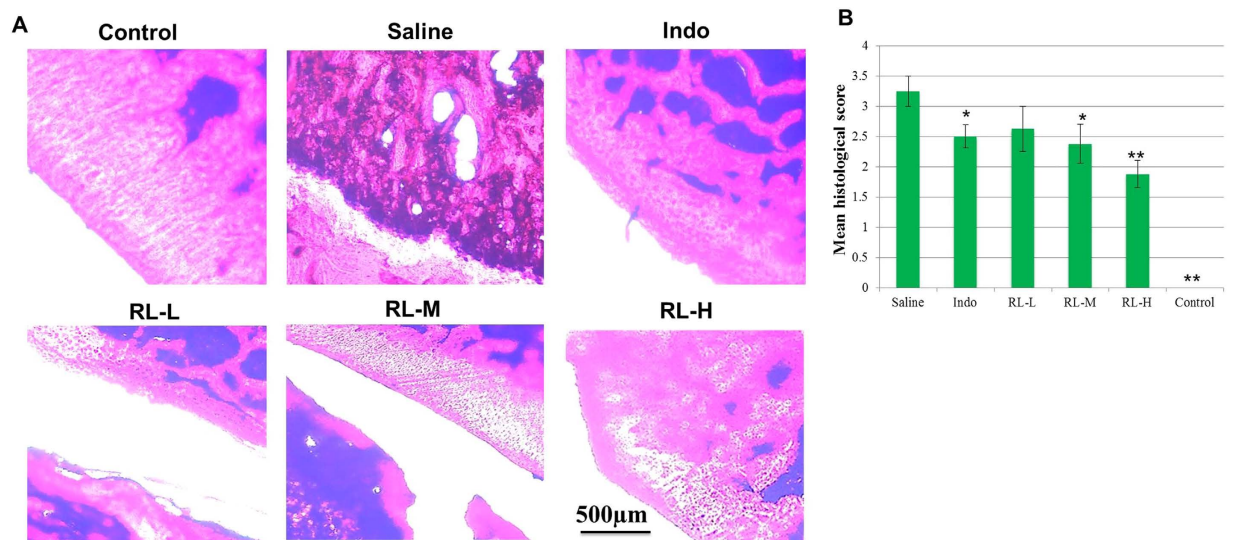 A
Control
Saline
Indo
RL-L
RL-M
RL-H
500µm
B
Mean histological score
4
3.5
3
2.5
2
1.5
1
0.5
0
*
*
**
**
Saline Indo RL-L RL-M RL-H Control